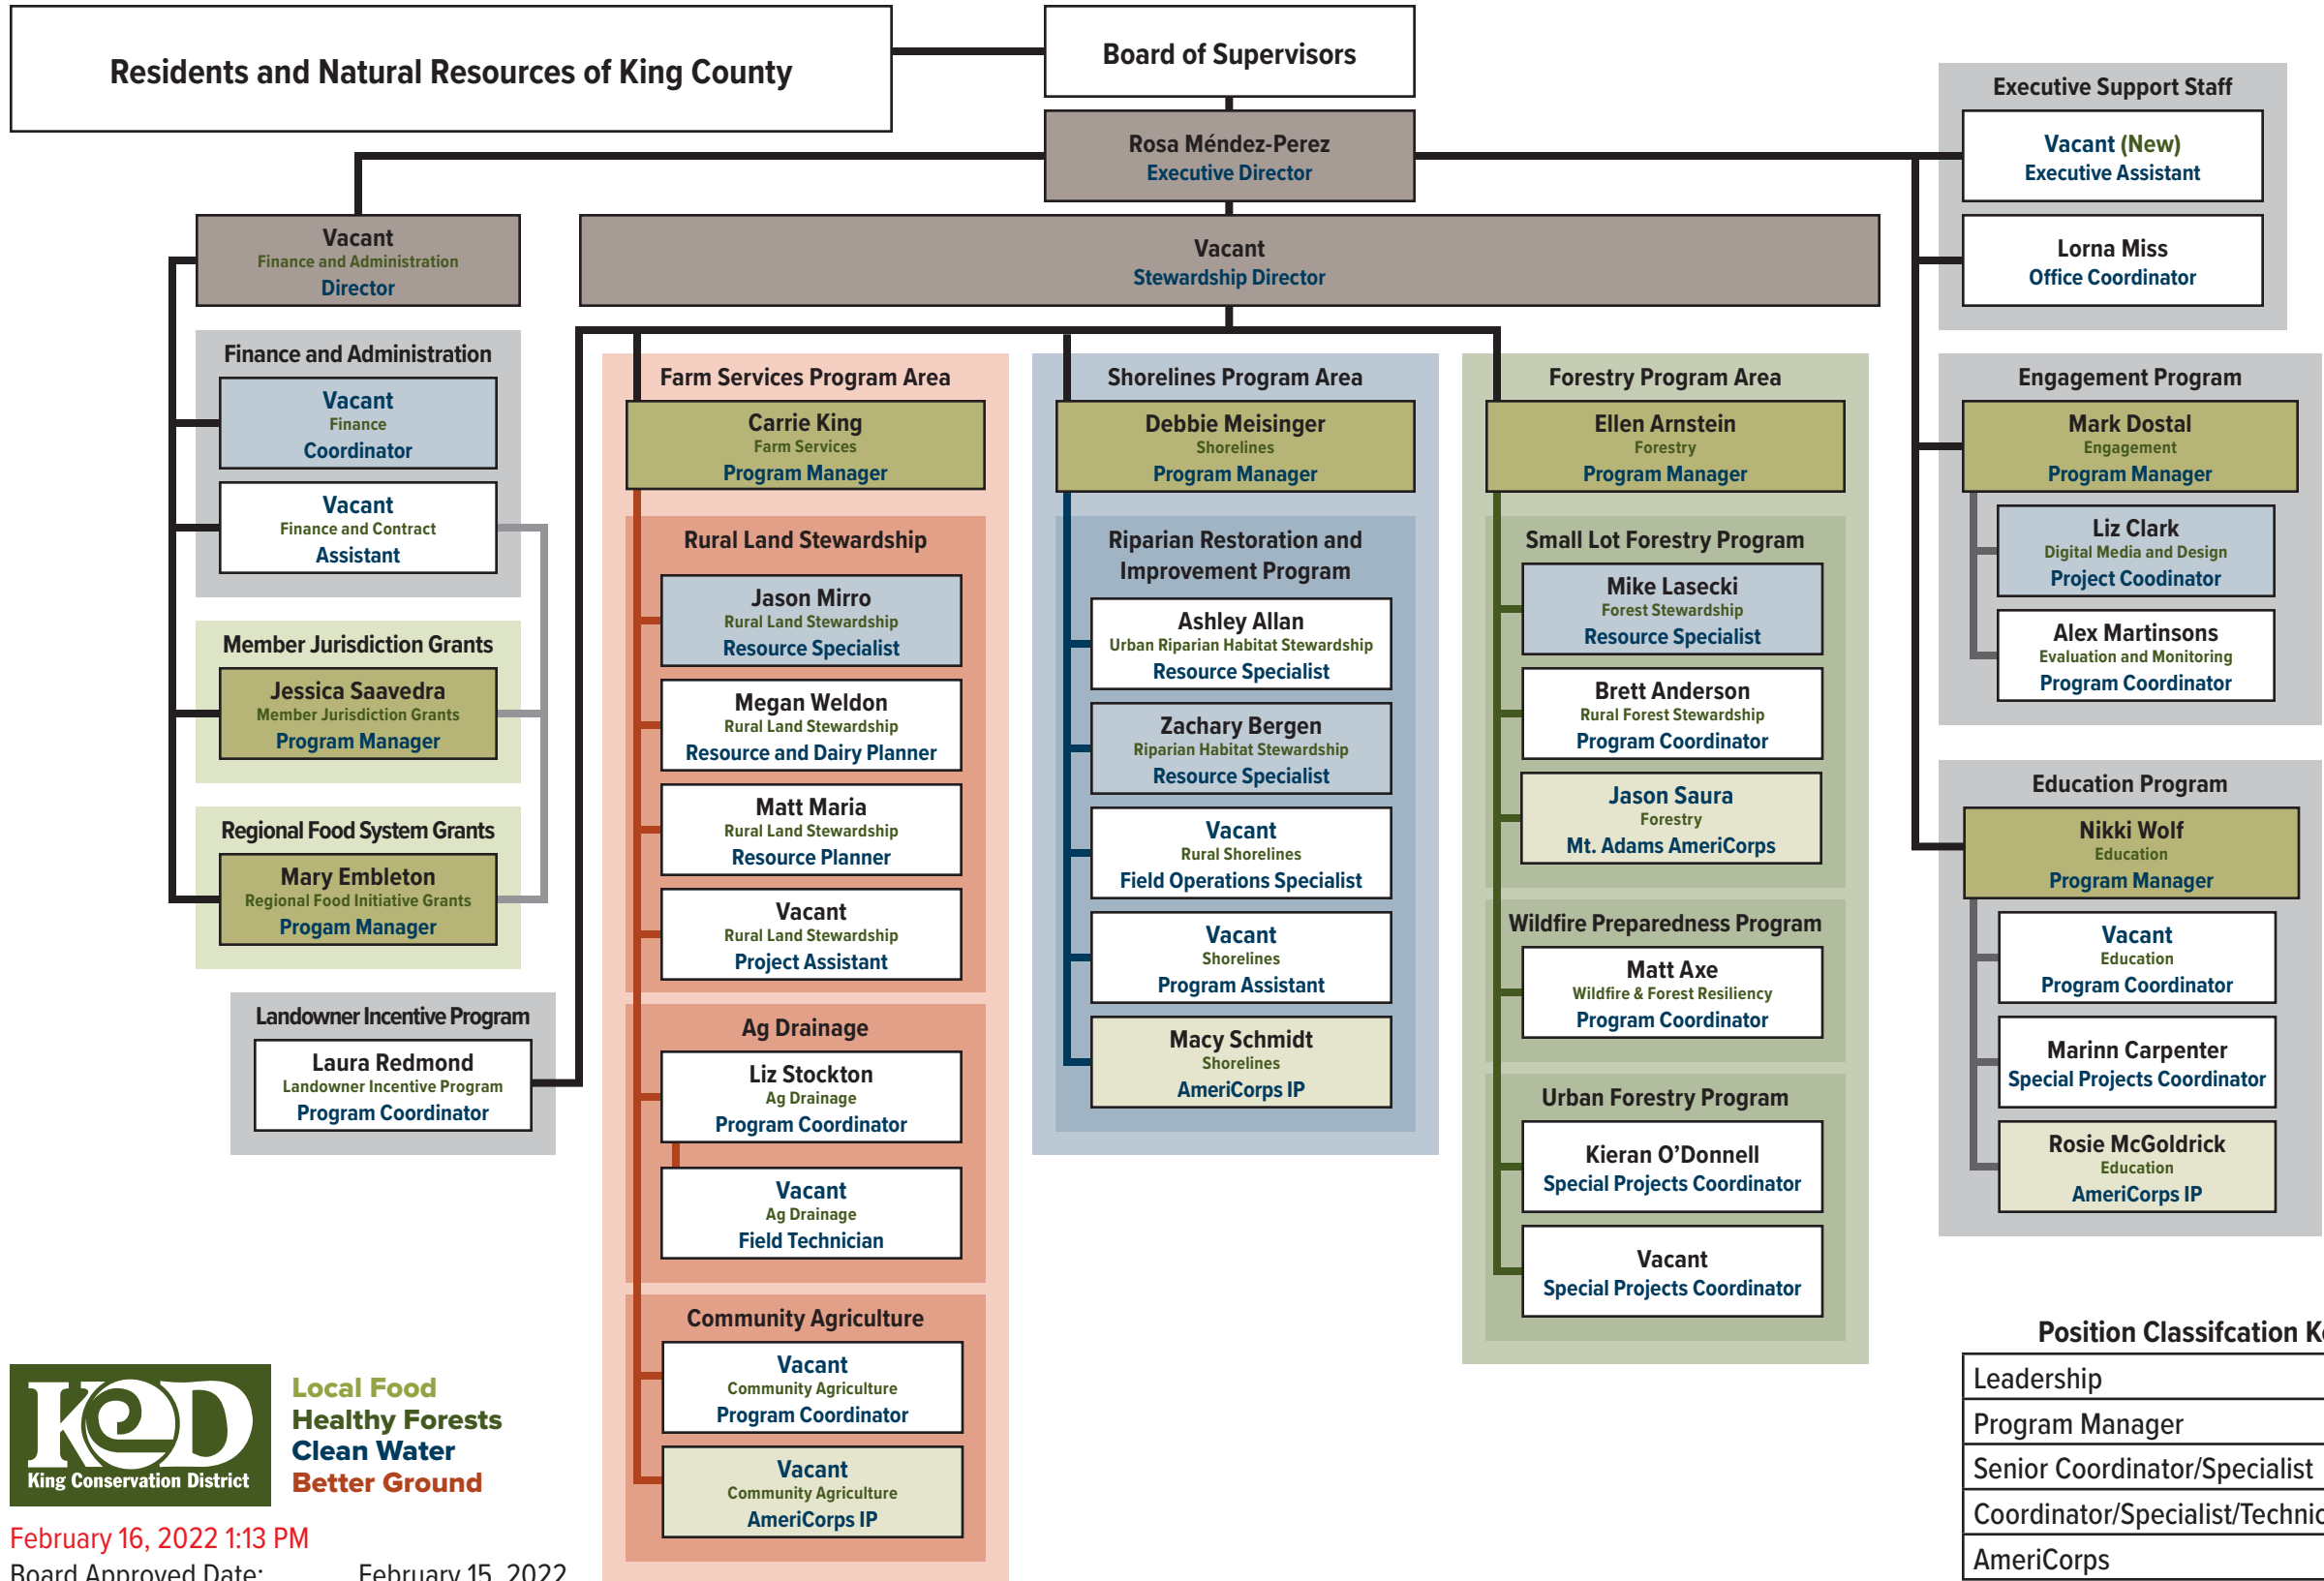 Residents and Natural Resources of King County
Board of Supervisors
Rosa Méndez-Perez
Executive Director
Executive Support Staff
Vacant (New)
Executive Assistant
Lorna Miss
Office Coordinator
Vacant
Finance and Administration
Director
Vacant
Stewardship Director
Finance and Administration
Vacant
Finance
Coordinator
Vacant
Finance and Contract
Assistant
Member Jurisdiction Grants
Jessica Saavedra
Member Jurisdiction Grants
Program Manager
Regional Food System Grants
Mary Embleton
Regional Food Initiative Grants
Progam Manager
Landowner Incentive Program
Laura Redmond
Landowner Incentive Program
Program Coordinator
Farm Services Program Area
Carrie King
Farm Services
Program Manager
Rural Land Stewardship
Jason Mirro
Rural Land Stewardship
Resource Specialist
Megan Weldon
Rural Land Stewardship
Resource and Dairy Planner
Matt Maria
Rural Land Stewardship
Resource Planner
Vacant
Rural Land Stewardship
Project Assistant
Ag Drainage
Liz Stockton
Ag Drainage
Program Coordinator
Vacant
Ag Drainage
Field Technician
Community Agriculture
Vacant
Community Agriculture
Program Coordinator
Vacant
Community Agriculture
AmeriCorps IP
Shorelines Program Area
Debbie Meisinger
Shorelines
Program Manager
Riparian Restoration and
Improvement Program
Ashley Allan
Urban Riparian Habitat Stewardship
Resource Specialist
Zachary Bergen
Riparian Habitat Stewardship
Resource Specialist
Vacant
Rural Shorelines
Field Operations Specialist
Vacant
Shorelines
Program Assistant
Macy Schmidt
Shorelines
AmeriCorps IP
Forestry Program Area
Ellen Arnstein
Forestry
Program Manager
Small Lot Forestry Program
Mike Lasecki
Forest Stewardship
Resource Specialist
Brett Anderson
Rural Forest Stewardship
Program Coordinator
Jason Saura
Forestry
Mt. Adams AmeriCorps
Wildfire Preparedness Program
Matt Axe
Wildfire & Forest Resiliency
Program Coordinator
Urban Forestry Program
Kieran O’Donnell
Special Projects Coordinator
Vacant
Special Projects Coordinator
Engagement Program
Mark Dostal
Engagement
Program Manager
Liz Clark
Digital Media and Design
Project Coodinator
Alex Martinsons
Evaluation and Monitoring
Program Coordinator
Education Program
Nikki Wolf
Education
Program Manager
Vacant
Education
Program Coordinator
Marinn Carpenter
Special Projects Coordinator
Rosie McGoldrick
Education
AmeriCorps IP
Position Classifcation
Leadership
Program Manager
Senior Coordinator/Specialist
Coordinator/Specialist/Technic
AmeriCorps
KCD
King Conservation District
Local Food
Healthy Forests
Clean Water
Better Ground
February 16, 2022 1:13 PM
Board Approved Date: February 15, 2022